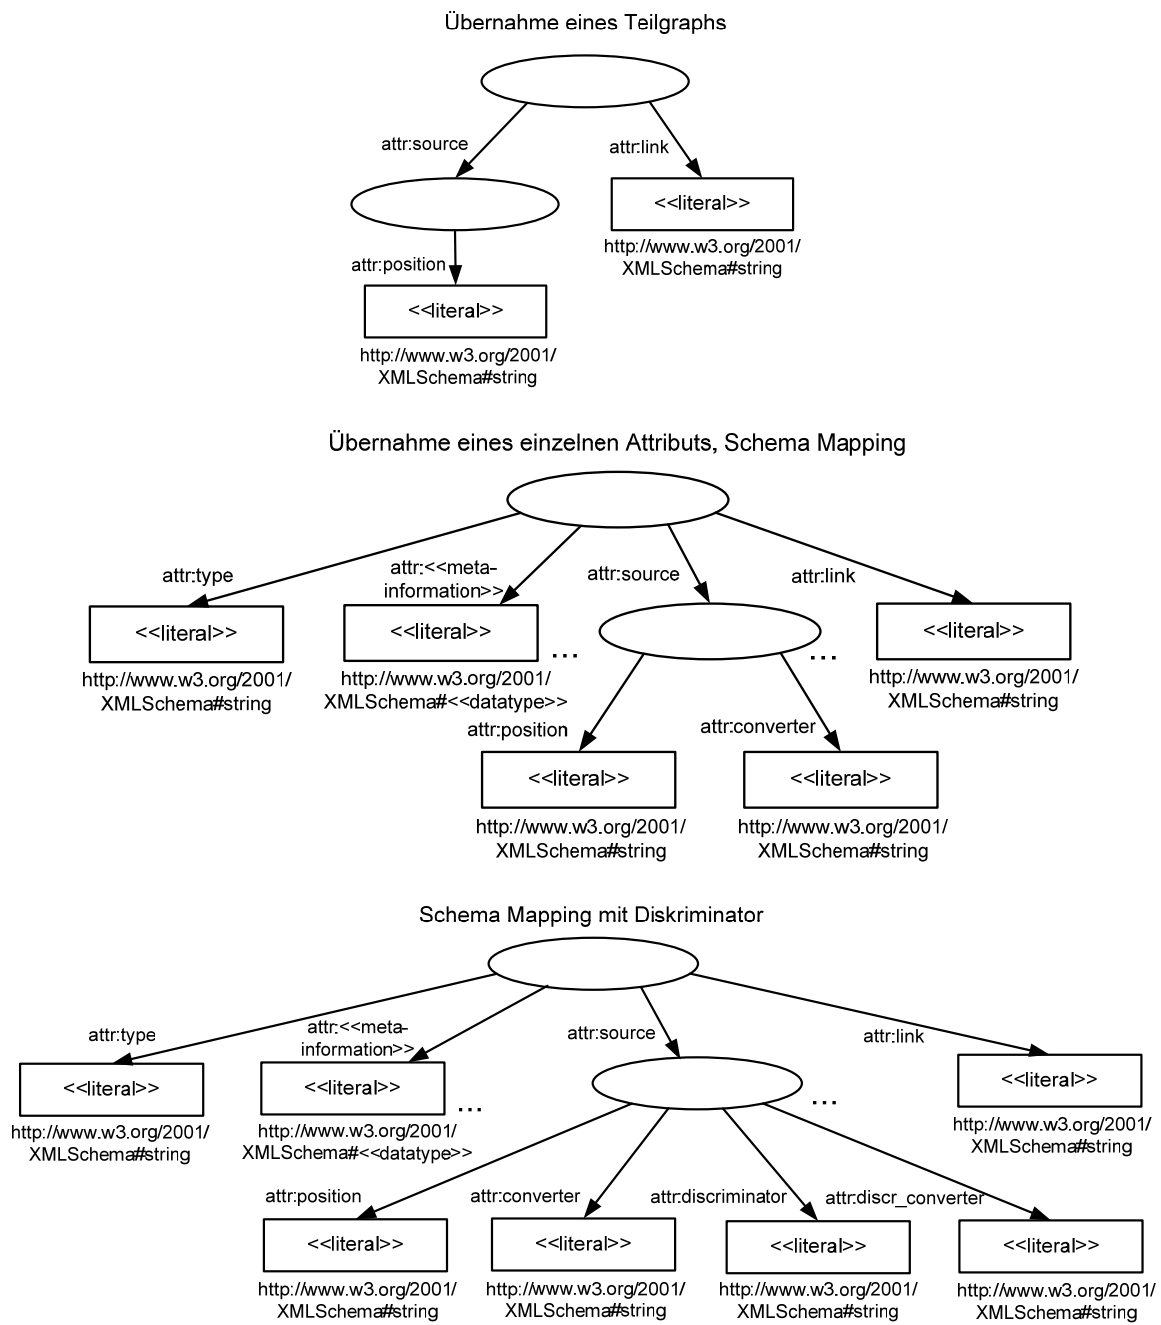 Übernahme eines Teilgraphs
attr:source
attr:link
<<literal>>
http://www.w3.org/2001/
XMLSchema#string
attr:position
<<literal>>
http://www.w3.org/2001/
XMLSchema#string
Übernahme eines einzelnen Attributs, Schema Mapping
attr:type
attr:<<meta-
information>>
attr:source
attr:link
<<literal>>
<<literal>>
...
...
<<literal>>
http://www.w3.org/2001/
XMLSchema#string
http://www.w3.org/2001/
XMLSchema#<<datatype>>
http://www.w3.org/2001/
XMLSchema#string
attr:position
attr:converter
<<literal>>
<<literal>>
http://www.w3.org/2001/
XMLSchema#string
http://www.w3.org/2001/
XMLSchema#string
Schema Mapping mit Diskriminator
attr:type
attr:<<meta-
information>>
attr:source
attr:link
<<literal>>
<<literal>>
...
...
<<literal>>
http://www.w3.org/2001/
XMLSchema#string
http://www.w3.org/2001/
XMLSchema#<<datatype>>
http://www.w3.org/2001/
XMLSchema#string
attr:position
attr:converter
attr:discriminator
attr:discr_converter
<<literal>>
<<literal>>
<<literal>>
<<literal>>
http://www.w3.org/2001/
XMLSchema#string
http://www.w3.org/2001/
XMLSchema#string
http://www.w3.org/2001/
XMLSchema#string
http://www.w3.org/2001/
XMLSchema#string